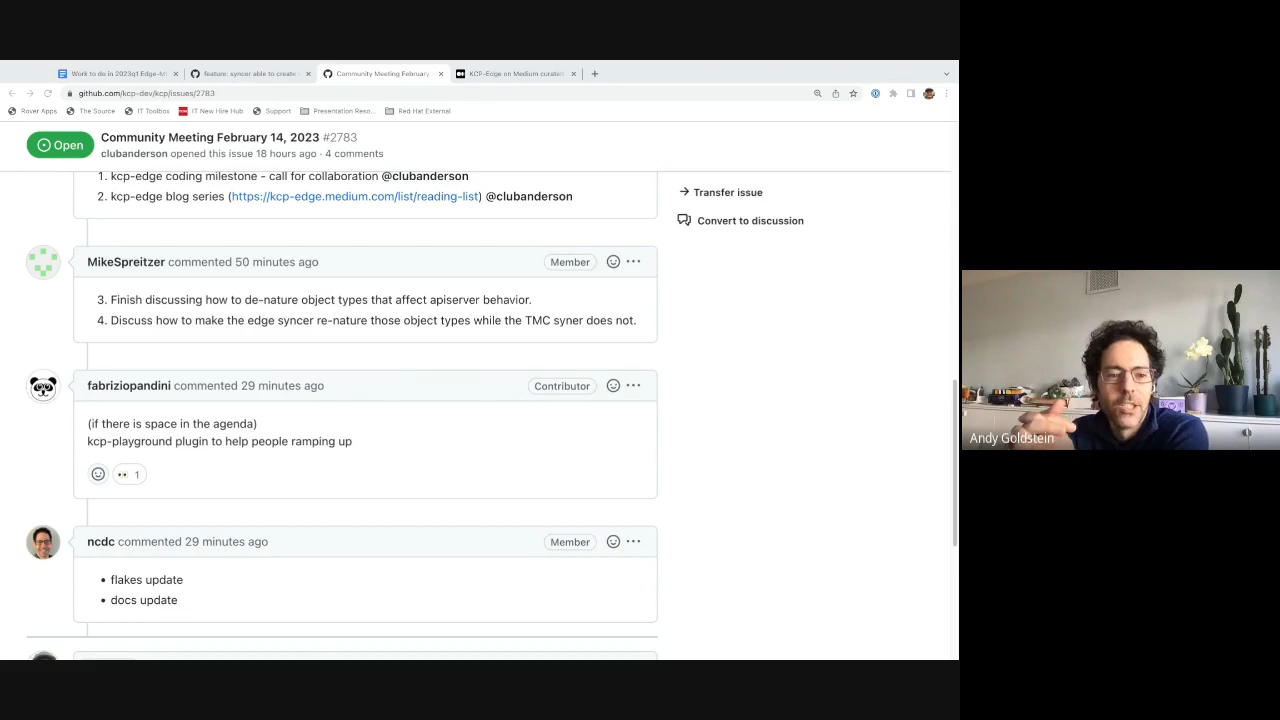 Work to do in 2023q1 Edge-M
feature: syncer able to create
Community Meeting February
KCP-Edge on Medium curated
github.com/kcp-dev/kcp/issues/2783
Rover Apps
The Source
IT Toolbox
IT New Hire Hub
Support
Presentation Reso...
Red Hat External
Open
Community Meeting February 14, 2023 #2783
clubanderson opened this issue 18 hours ago · 4 comments
1. kcp-edge coding milestone - call for collaboration @clubanderson
2. kcp-edge blog series (https://kcp-edge.medium.com/list/reading-list) @clubanderson
→ Transfer issue
Convert to discussion
MikeSpreitzer commented 50 minutes ago
Member
3. Finish discussing how to de-nature object types that affect apiserver behavior.
4. Discuss how to make the edge syncer re-nature those object types while the TMC syner does not.
fabriziopandini commented 29 minutes ago
Contributor
(if there is space in the agenda)
kcp-playground plugin to help people ramping up
1
ncdc commented 29 minutes ago
Member
• flakes update
• docs update
Andy Goldstein